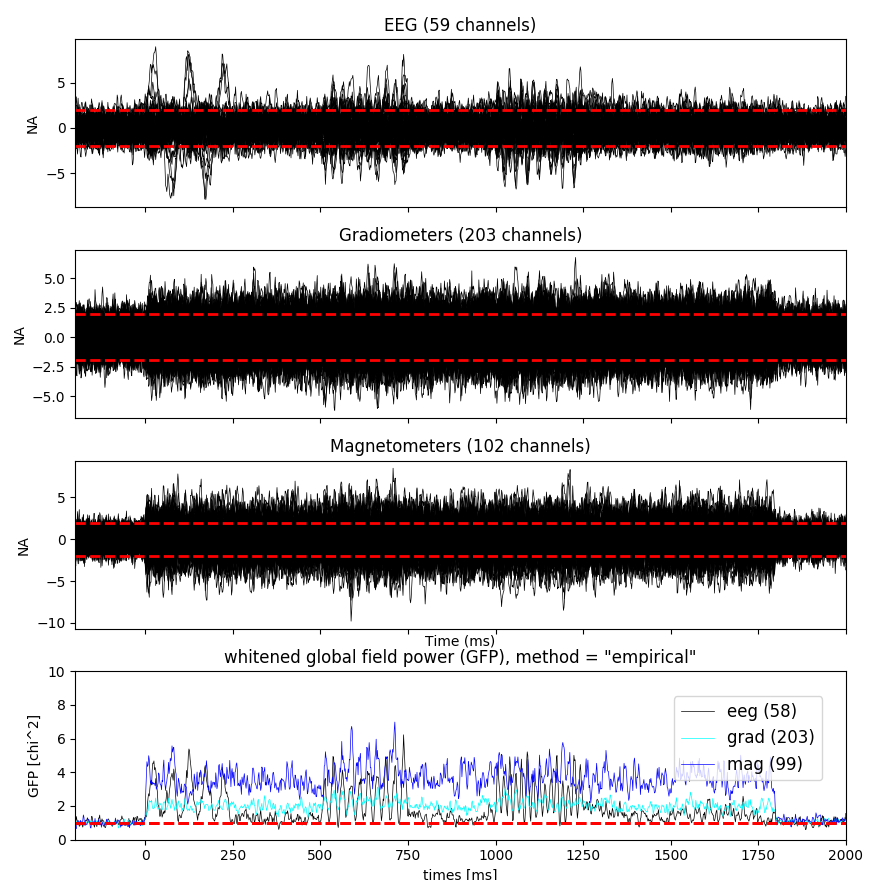 EEG (59 channels)
5
0
−5
NA
Gradiometers (203 channels)
5.0
2.5
0.0
−2.5
−5.0
NA
Magnetometers (102 channels)
5
0
−5
−10
NA
Time (ms)
whitened global field power (GFP), method = "empirical"
10
8
6
4
2
0
GFP [chi^2]
eeg (58)
grad (203)
mag (99)
0 250 500 750 1000 1250 1500 1750 2000
times [ms]